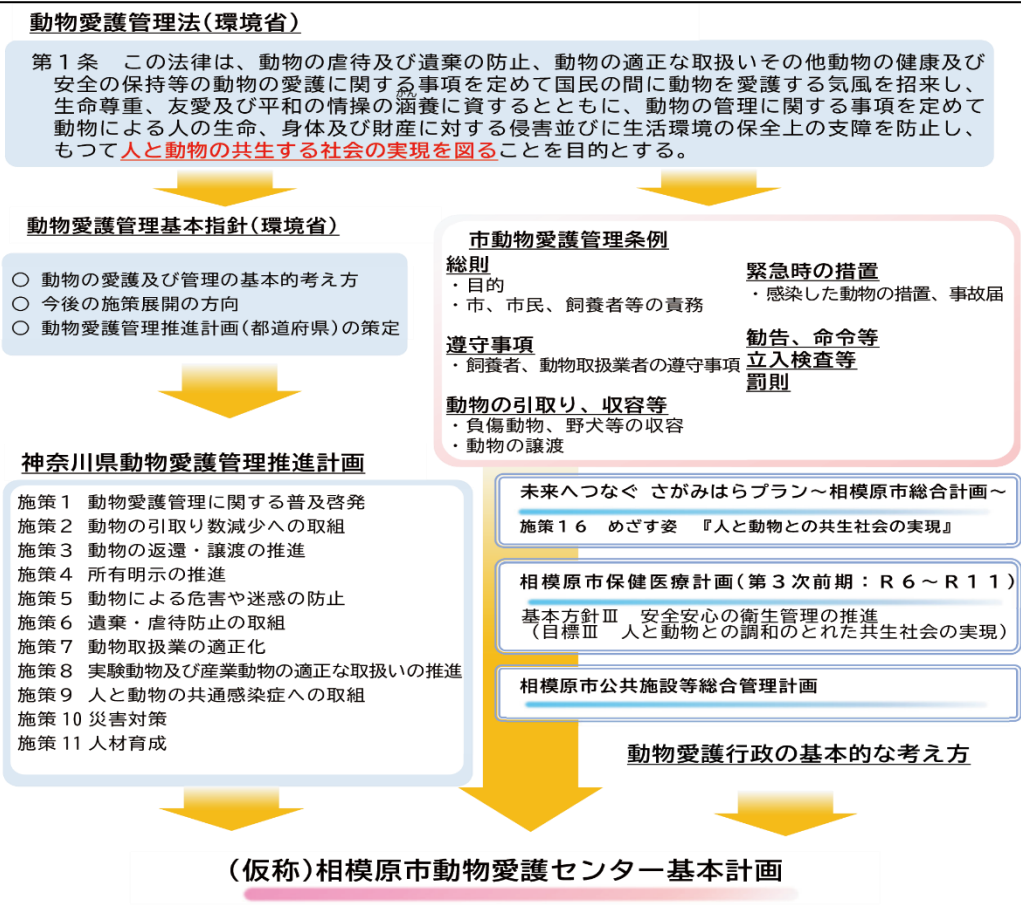 動物愛護管理法(環境省)
第1条　この法律は、動物の虐待及び遺棄の防止、動物の適正な取扱いその他動物の健康及び
安全の保持等の動物の愛護に関する事項を定めて国民の間に動物を愛護する気風を招来し、
生命尊重、友愛及び平和の情操の涵養に資するとともに、動物の管理に関する事項を定めて
かん
動物による人の生命、身体及び財産に対する侵害並びに生活環境の保全上の支障を防止し、
もつて人と動物の共生する社会の実現を図ることを目的とする。
動物愛護管理基本指針(環境省)
○ 動物の愛護及び管理の基本的考え方
○ 今後の施策展開の方向
○ 動物愛護管理推進計画(都道府県)の策定
神奈川県動物愛護管理推進計画
施策1 動物愛護管理に関する普及啓発
施策2 動物の引取り数減少への取組
施策3 動物の返還・譲渡の推進
施策4 所有明示の推進
施策5 動物による危害や迷惑の防止
施策6 遺棄・虐待防止の取組
施策7 動物取扱業の適正化
施策8 実験動物及び産業動物の適正な取扱いの推進
施策9 人と動物の共通感染症への取組
施策10 災害対策
施策11 人材育成
市動物愛護管理条例
総則
・目的
・市、市民、飼養者等の責務
遵守事項
・飼養者、動物取扱業者の遵守事項
動物の引取り、収容等
・負傷動物、野犬等の収容
・動物の譲渡
緊急時の措置
・感染した動物の措置、事故届
勧告、命令等
立入検査等
罰則
未来へつなぐ さがみはらプラン～相模原市総合計画～
施策16　めざす姿　『人と動物との共生社会の実現』
相模原市保健医療計画(第3次前期：R6～R11)
基本方針Ⅲ　安全安心の衛生管理の推進
(目標Ⅲ　人と動物との調和のとれた共生社会の実現)
相模原市公共施設等総合管理計画
動物愛護行政の基本的な考え方
(仮称)相模原市動物愛護センター基本計画